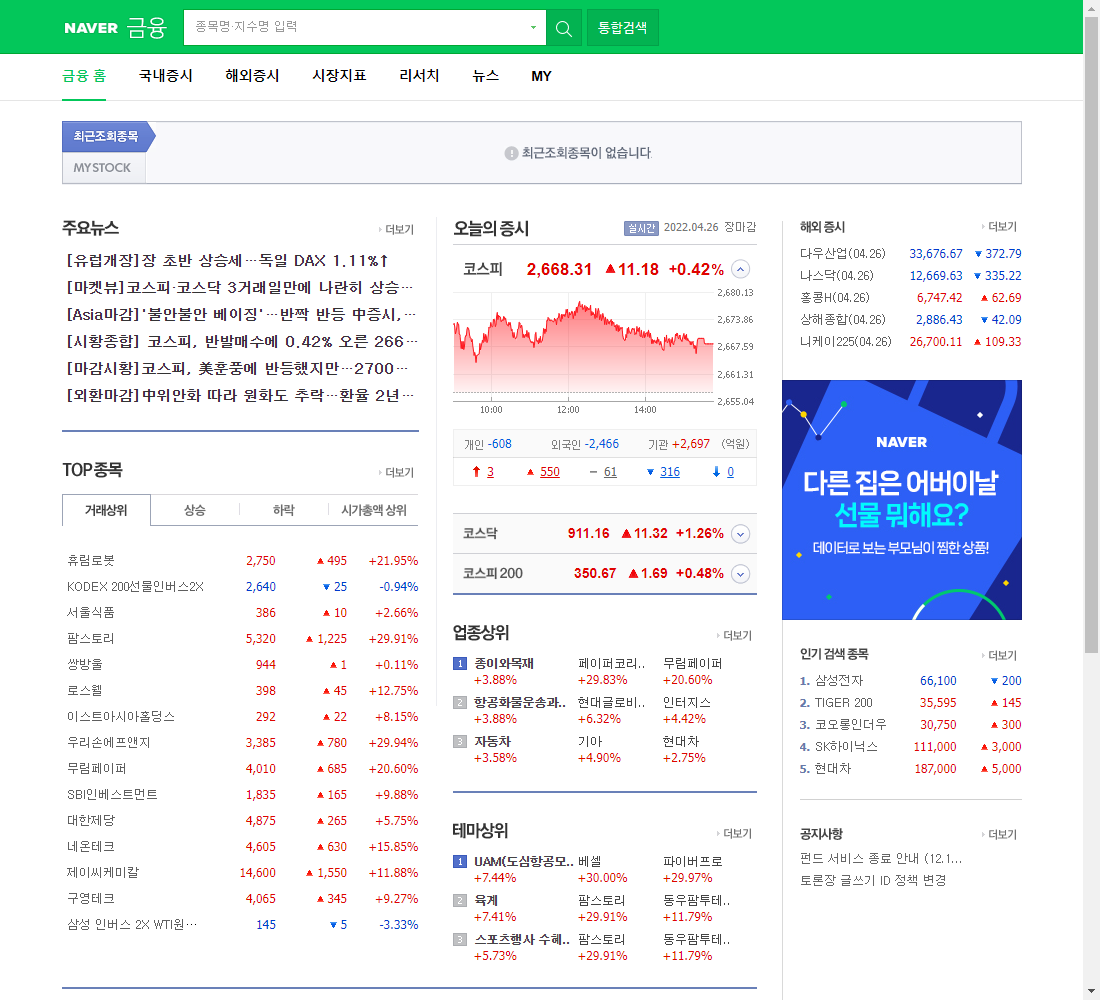 NAVER 금융
종목명·지수명 입력
통합검색
금융 홈 국내증시 해외증시 시장지표 리서치 뉴스 MY
최근조회종목
MYSTOCK
최근조회종목이 없습니다
주요뉴스 더보기
[유럽개장]장 초반 상승세…독일 DAX 1.11%↑
[마켓뷰]코스피·코스닥 3거래일만에 나란히 상승…
[Asia마감]'불안불안 베이징'…반짝 반등 中증시,…
[시황종합] 코스피, 반발매수에 0.42% 오른 266…
[마감시황]코스피, 美훈풍에 반등했지만…2700…
[외환마감]中위안화 따라 원화도 추락…환율 2년…
TOP 종목 더보기
거래상위 상승 하락 시가총액 상위
휴림로봇 2,750 ▲ 495 +21.95%
KODEX 200선물인버스2X 2,640 ▼ 25 -0.94%
서울식품 386 ▲ 10 +2.66%
팜스토리 5,320 ▲ 1,225 +29.91%
쌍방울 944 ▲ 1 +0.11%
로스웰 398 ▲ 45 +12.75%
이스트아시아홀딩스 292 ▲ 22 +8.15%
우리손에프앤지 3,385 ▲ 780 +29.94%
무림페이퍼 4,010 ▲ 685 +20.60%
SBI인베스트먼트 1,835 ▲ 165 +9.88%
대한제당 4,875 ▲ 265 +5.75%
네온테크 4,605 ▲ 630 +15.85%
제이씨케미칼 14,600 ▲ 1,550 +11.88%
구영테크 4,065 ▲ 345 +9.27%
삼성 인버스 2X WTI원… 145 ▼ 5 -3.33%
오늘의 증시 실시간 2022.04.26 장마감
코스피 2,668.31 ▲ 11.18 +0.42%
2,680.13
2,673.86
2,667.59
2,661.31
2,655.04
10:00 12:00 14:00
개인 -608 외국인 -2,466 기관 +2,697 (억원)
↑ 3 ▲ 550 − 61 ▼ 316 ↓ 0
코스닥 911.16 ▲ 11.32 +1.26%
코스피 200 350.67 ▲ 1.69 +0.48%
업종상위 더보기
1 종이와목재 페이퍼코리.. 무림페이퍼
+3.88% +29.83% +20.60%
2 항공화물운송과.. 현대글로비.. 인터지스
+3.88% +6.32% +4.42%
3 자동차 기아 현대차
+3.58% +4.90% +2.75%
테마상위 더보기
1 UAM(도심항공모.. 베셀 파이버프로
+7.44% +30.00% +29.97%
2 육계 팜스토리 동우팜투테..
+7.41% +29.91% +11.79%
3 스포츠행사 수혜.. 팜스토리 동우팜투테..
+5.73% +29.91% +11.79%
해외 증시 더보기
다우산업(04.26) 33,676.67 ▼ 372.79
나스닥(04.26) 12,669.63 ▼ 335.22
홍콩H(04.26) 6,747.42 ▲ 62.69
상해종합(04.26) 2,886.43 ▼ 42.09
니케이225(04.26) 26,700.11 ▲ 109.33
NAVER
다른 집은 어버이날
선물 뭐해요?
데이터로 보는 부모님이 찜한 상품!
인기 검색 종목 더보기
1. 삼성전자 66,100 ▼ 200
2. TIGER 200 35,595 ▲ 145
3. 코오롱인더우 30,750 ▲ 300
4. SK하이닉스 111,000 ▲ 3,000
5. 현대차 187,000 ▲ 5,000
공지사항 더보기
펀드 서비스 종료 안내 (12.1...
토론장 글쓰기 ID 정책 변경